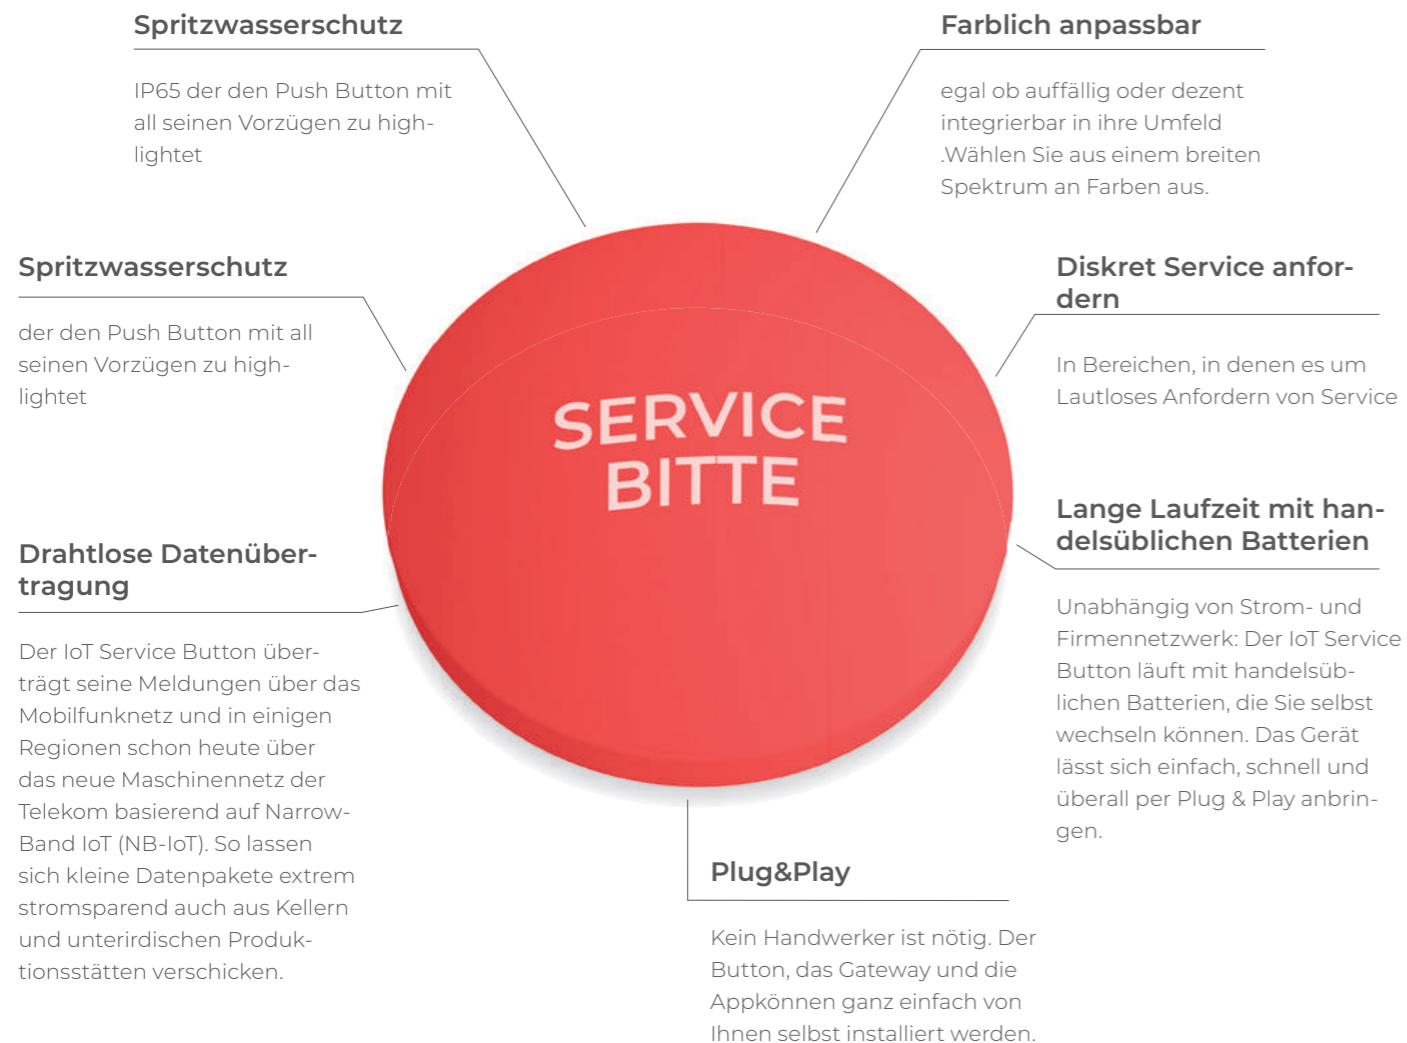 Spritzwasserschutz
IP65 der den Push Button mit
all seinen Vorzügen zu high-
lightet
Farblich anpassbar
egal ob auffällig oder dezent
integrierbar in ihre Umfeld
.Wählen Sie aus einem breiten
Spektrum an Farben aus.
Spritzwasserschutz
der den Push Button mit all
seinen Vorzügen zu high-
lightet
Diskret Service anfor-
dern
In Bereichen, in denen es um
Lautloses Anfordern von Service
SERVICE
BITTE
Drahtlose Datenüber-
tragung
Der IoT Service Button über-
trägt seine Meldungen über das
Mobilfunknetz und in einigen
Regionen schon heute über
das neue Maschinennetz der
Telekom basierend auf Narrow-
Band IoT (NB-IoT). So lassen
sich kleine Datenpakete extrem
stromsparend auch aus Kellern
und unterirdischen Produk-
tionsstätten verschicken.
Lange Laufzeit mit han-
delsüblichen Batterien
Unabhängig von Strom- und
Firmennetzwerk: Der IoT Service
Button läuft mit handelsüb-
lichen Batterien, die Sie selbst
wechseln können. Das Gerät
lässt sich einfach, schnell und
überall per Plug & Play anbrin-
gen.
Plug&Play
Kein Handwerker ist nötig. Der
Button, das Gateway und die
Appkönnen ganz einfach von
Ihnen selbst installiert werden.